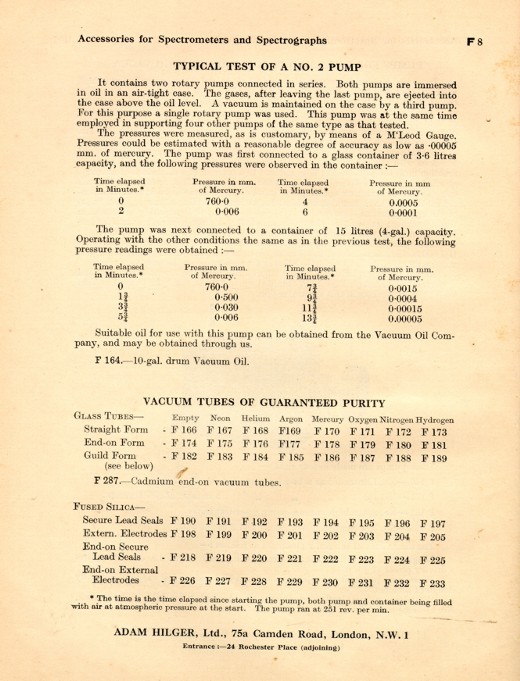 Accessories for Spectrometers and Spectrographs F 8
TYPICAL TEST OF A NO. 2 PUMP
It contains two rotary pumps connected in series. Both pumps are immersed
in oil in an air-tight case. The gases, after leaving the last pump, are ejected into
the case above the oil level. A vacuum is maintained on the case by a third pump.
For this purpose a single rotary pump was used. This pump was at the same time
employed in supporting four other pumps of the same type as that tested.
The pressures were measured, as is customary, by means of a M'Leod Gauge.
Pressures could be estimated with a reasonable degree of accuracy as low as ·00005
mm. of mercury. The pump was first connected to a glass container of 3·6 litres
capacity, and the following pressures were observed in the container :—
Time elapsed Pressure in mm. Time elapsed Pressure in mm
in Minutes.* of Mercury. in Minutes.* of Mercury.
0 760·0 4 0.0005
2 0·006 6 0·0001
The pump was next connected to a container of 15 litres (4-gal.) capacity.
Operating with the other conditions the same as in the previous test, the following
pressure readings were obtained :—
Time elapsed Pressure in mm. Time elapsed Pressure in mm.
in Minutes.* of Mercury. in Minutes.* of Mercury.
0 760·0 7¾ 0·0015
1¾ 0·500 9¾ 0·0004
3¾ 0·030 11¾ 0·00015
5¾ 0·006 13¾ 0.00005
Suitable oil for use with this pump can be obtained from the Vacuum Oil Com-
pany, and may be obtained through us.
F 164.—10-gal. drum Vacuum Oil.
VACUUM TUBES OF GUARANTEED PURITY
GLASS TUBES— Empty Neon Helium Argon Mercury Oxygen Nitrogen Hydrogen
Straight Form - F 166 F 167 F 168 F169 F 170 F 171 F 172 F 173
End-on Form - F 174 F 175 F 176 F177 F 178 F 179 F 180 F 181
Guild Form - F 182 F 183 F 184 F 185 F 186 F 187 F 188 F 189
(see below)
F 287.—Cadmium end-on vacuum tubes.
FUSED SILICA—
Secure Lead Seals F 190 F 191 F 192 F 193 F 194 F 195 F 196 F 197
Extern. Electrodes F 198 F 199 F 200 F 201 F 202 F 203 F 204 F 205
End-on Secure
Lead Seals - F 218 F 219 F 220 F 221 F 222 F 223 F 224 F 225
End-on External
Electrodes - F 226 F 227 F 228 F 229 F 230 F 231 F 232 F 233
* The time is the time elapsed since starting the pump, both pump and container being filled
with air at atmospheric pressure at the start. The pump ran at 251 rev. per min.
ADAM HILGER, Ltd., 75a Camden Road, London, N.W. 1
Entrance :—24 Rochester Place (adjoining)